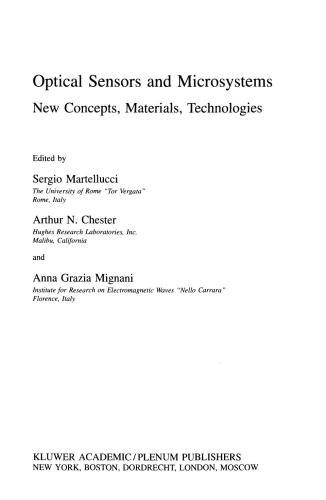 Optical Sensors and Microsystems
New Concepts, Materials, Technologies
Edited by
Sergio Martellucci
The University of Rome "Tor Vergata"
Rome, Italy
Arthur N. Chester
Hughes Research Laboratories, Inc.
Malibu, California
and
Anna Grazia Mignani
Institute for Research on Electromagnetic Waves "Nello Carrara"
Florence, Italy
KLUWER ACADEMIC/PLENUM PUBLISHERS
NEW YORK, BOSTON, DORDRECHT, LONDON, MOSCOW